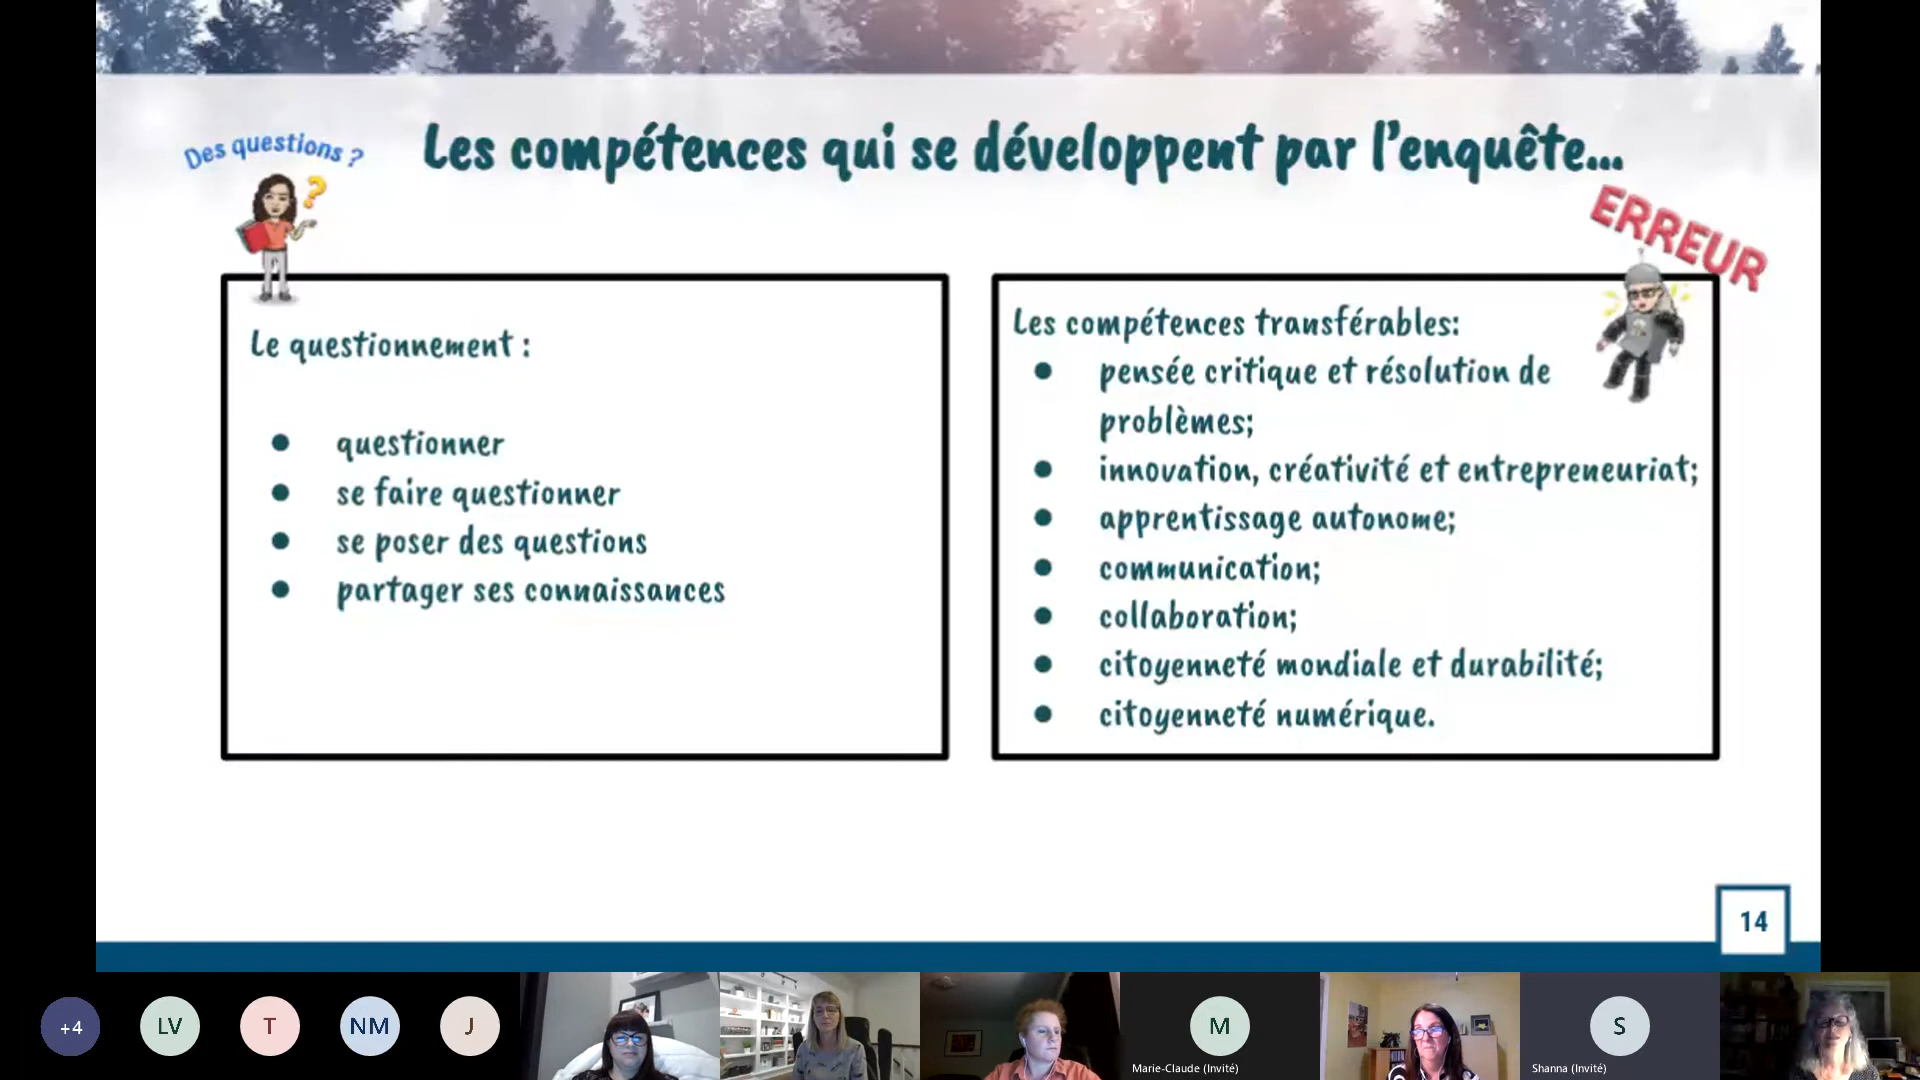 Des questions ?
Les compétences qui se développent par l'enquête...
ERREUR
Le questionnement :
● questionner
● se faire questionner
● se poser des questions
● partager ses connaissances
Les compétences transférables:
● pensée critique et résolution de
problèmes;
● innovation, créativité et entrepreneuriat;
● apprentissage autonome;
● communication;
● collaboration;
● citoyenneté mondiale et durabilité;
● citoyenneté numérique.
14
+4
LV
T
NM
J
M
Marie-Claude (Invité)
S
Shanna (Invité)